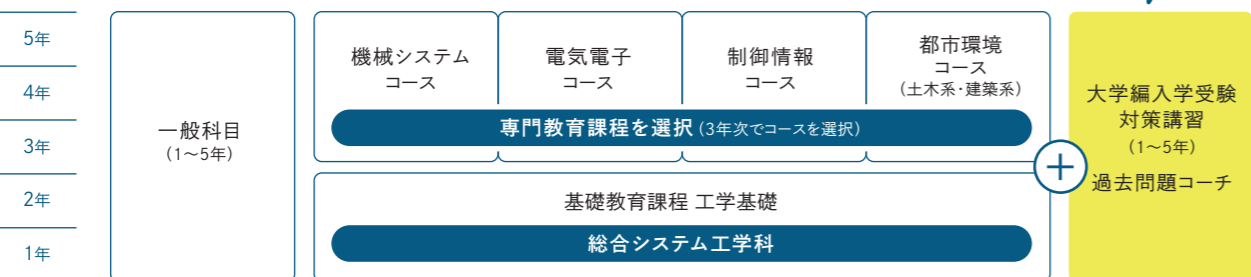 5年
4年
3年
2年
1年
一般科目
(1〜5年)
機械システム
コース
電気電子
コース
制御情報
コース
都市環境
コース
(土木系・建築系)
専門教育課程を選択(3年次でコースを選択)
基礎教育課程 工学基礎
総合システム工学科
+
大学編入学受験
対策講習
(1〜5年)
過去問題コーチ